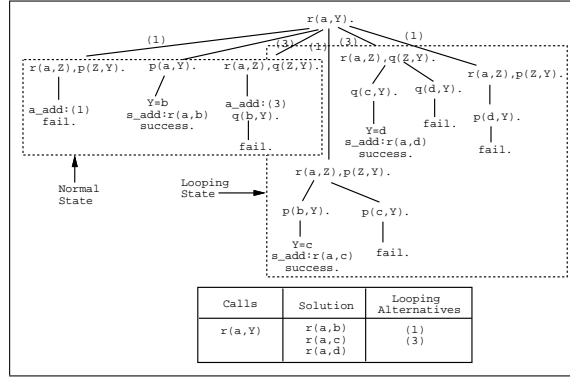 r(a,Y).
(1) (3) (1) (3) (1)
r(a,Z),p(Z,Y). p(a,Y). r(a,Z),q(Z,Y). r(a,Z),q(Z,Y). r(a,Z),p(Z,Y).
a_add:(1)
fail.
Y=b
s_add:r(a,b)
success.
a_add:(3)
q(b,Y).
fail.
q(c,Y). q(d,Y).
Y=d
s_add:r(a,d)
success.
fail.
p(d,Y).
fail.
Normal
State
Looping
State
r(a,Z),p(Z,Y).
p(b,Y). p(c,Y).
Y=c
s_add:r(a,c)
success.
fail.
Calls Solution Looping
Alternatives
r(a,Y) r(a,b) (1)
r(a,c) (3)
r(a,d)